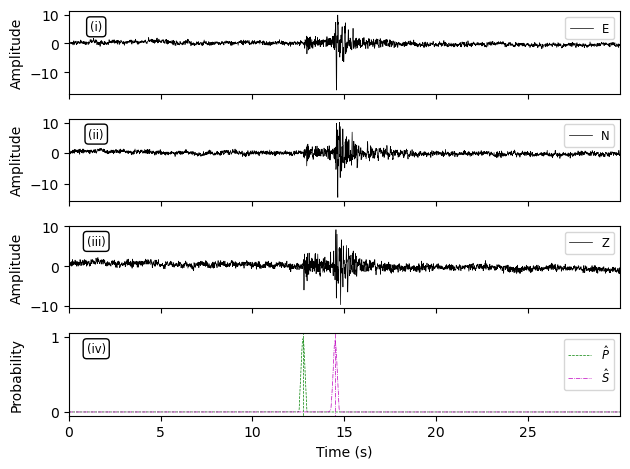 (i)
E
Amplitude
10
0
−10
(ii)
N
Amplitude
10
0
−10
(iii)
Z
Amplitude
10
0
−10
(iv)
P̂
Ŝ
Probability
1
0
0 5 10 15 20 25
Time (s)